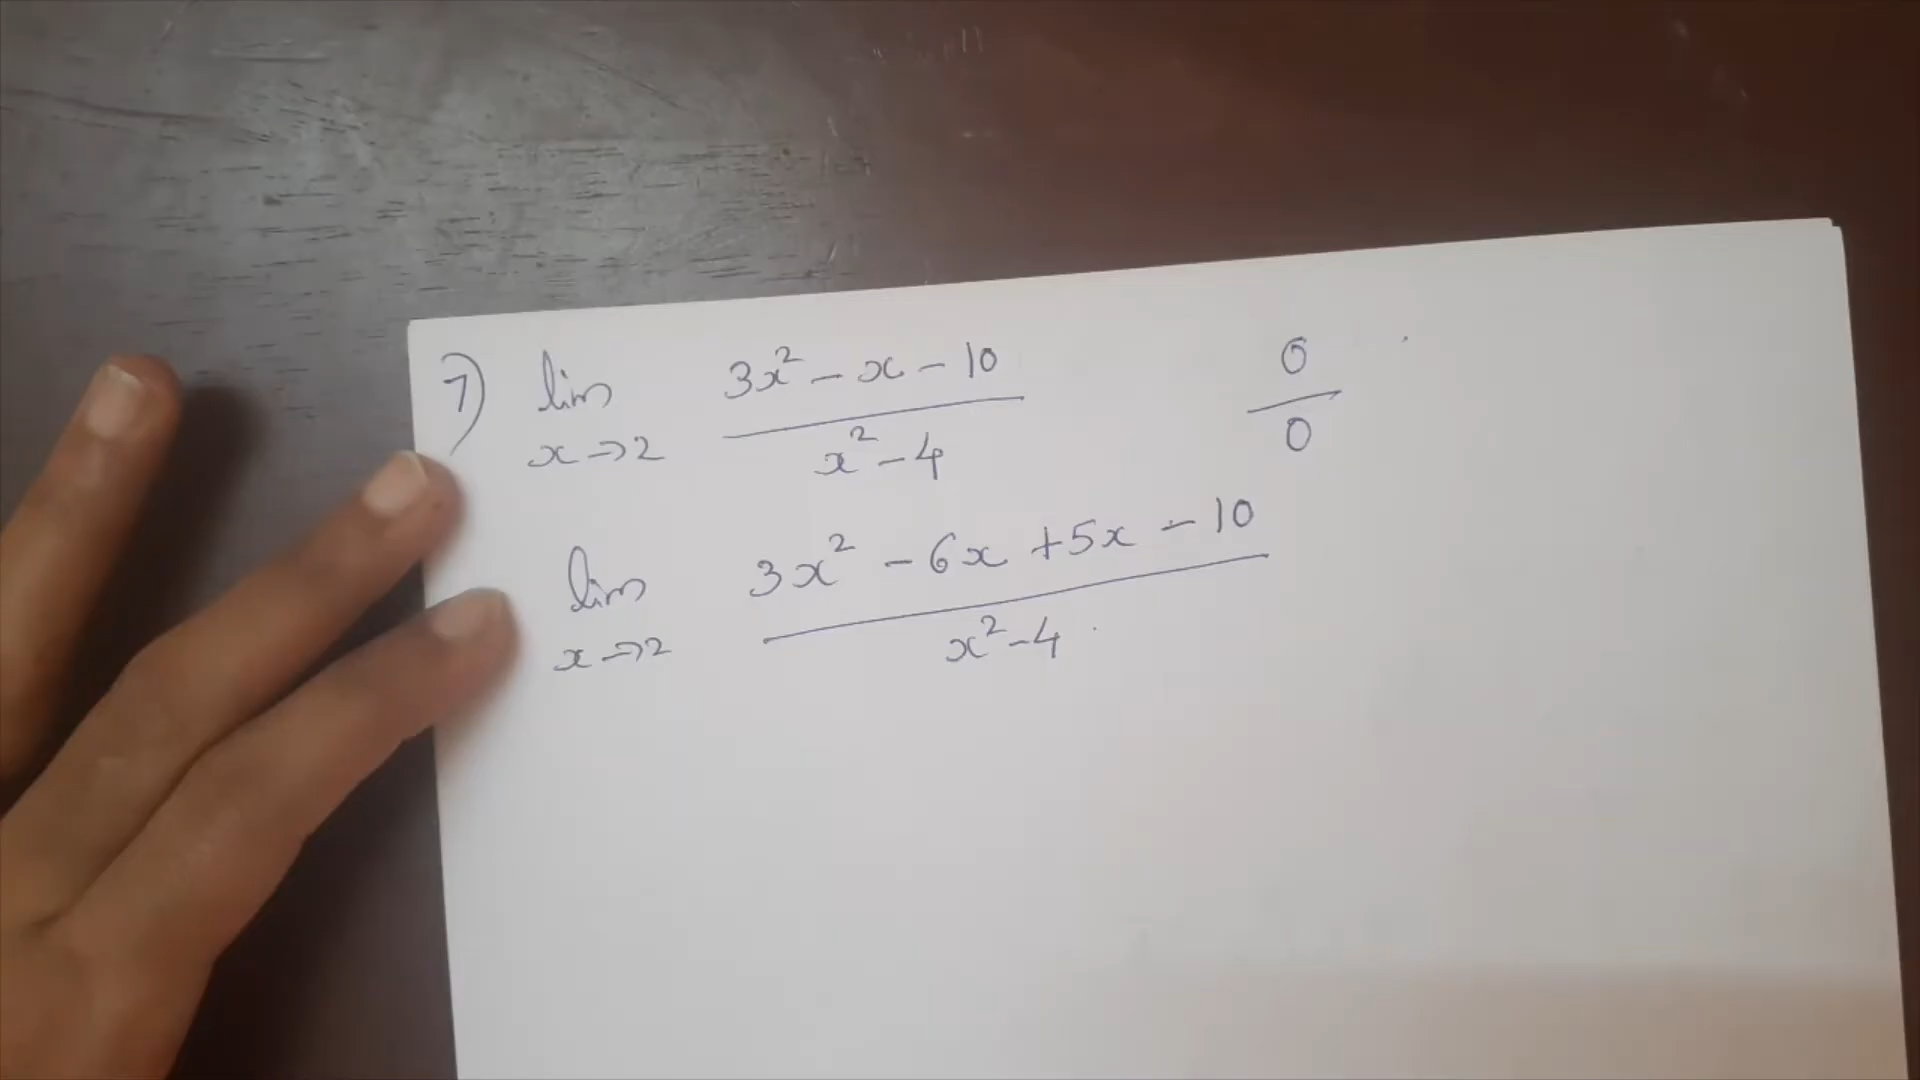 7) lim x→2 (3x² - x - 10)/(x² - 4) 0/0
lim x→2 (3x² - 6x + 5x - 10)/(x² - 4)